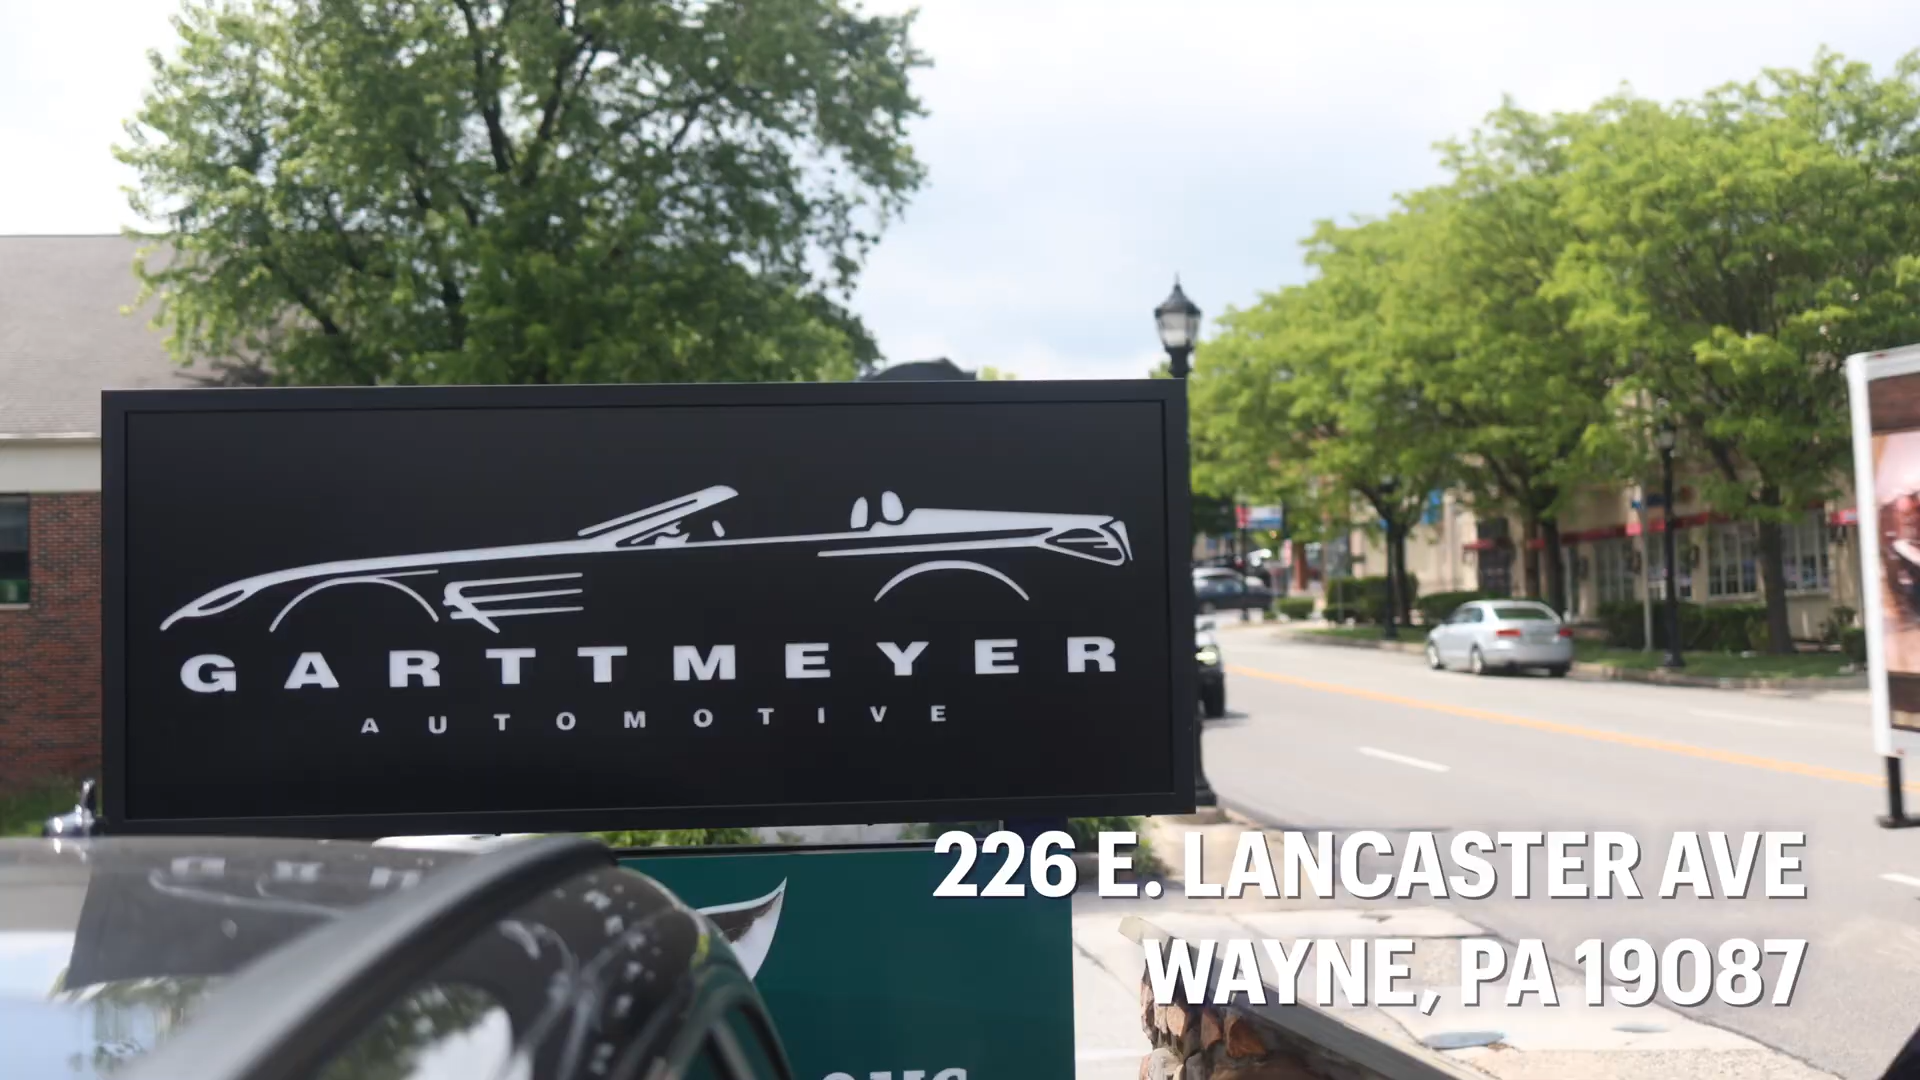 GARTTMEYER
AUTOMOTIVE
226 E. LANCASTER AVE
WAYNE, PA 19087